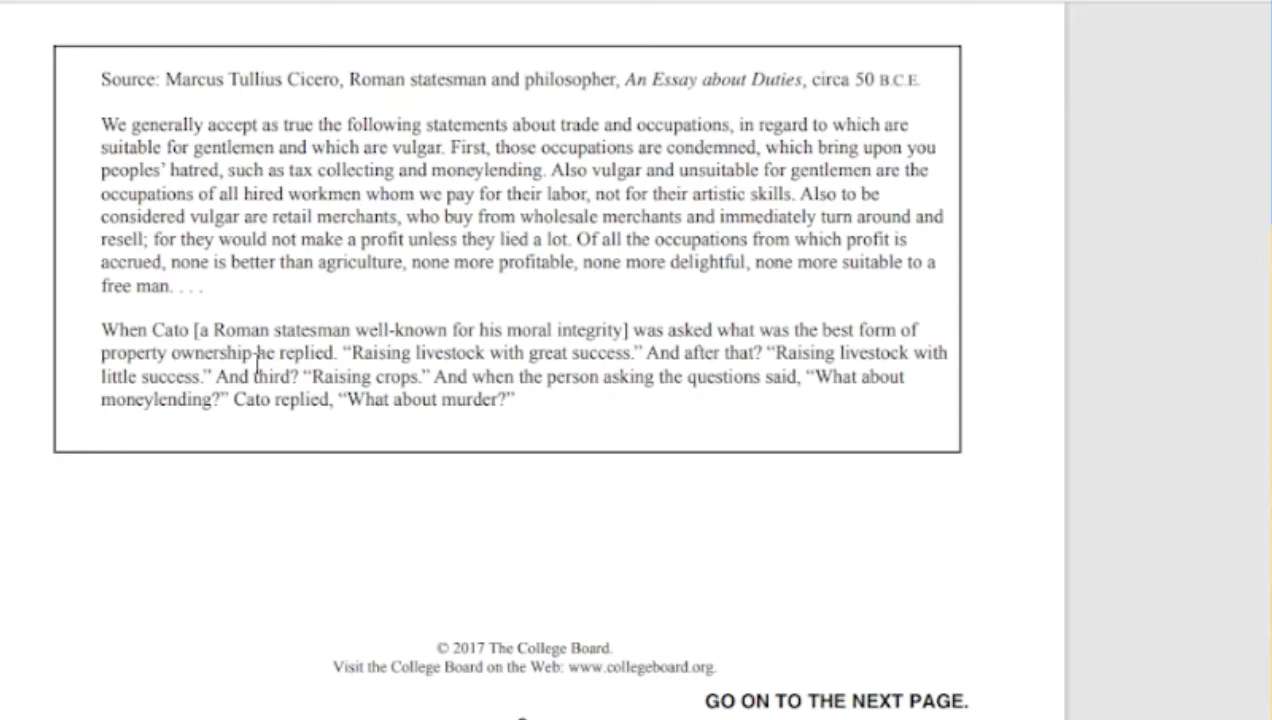 Source: Marcus Tullius Cicero, Roman statesman and philosopher, An Essay about Duties, circa 50 B.C.E.
We generally accept as true the following statements about trade and occupations, in regard to which are
suitable for gentlemen and which are vulgar. First, those occupations are condemned, which bring upon you
peoples’ hatred, such as tax collecting and moneylending. Also vulgar and unsuitable for gentlemen are the
occupations of all hired workmen whom we pay for their labor, not for their artistic skills. Also to be
considered vulgar are retail merchants, who buy from wholesale merchants and immediately turn around and
resell; for they would not make a profit unless they lied a lot. Of all the occupations from which profit is
accrued, none is better than agriculture, none more profitable, none more delightful, none more suitable to a
free man. . . .
When Cato [a Roman statesman well-known for his moral integrity] was asked what was the best form of
property ownership he replied. “Raising livestock with great success.” And after that? “Raising livestock with
little success.” And third? “Raising crops.” And when the person asking the questions said, “What about
moneylending?” Cato replied, “What about murder?”
© 2017 The College Board.
Visit the College Board on the Web: www.collegeboard.org.
GO ON TO THE NEXT PAGE.